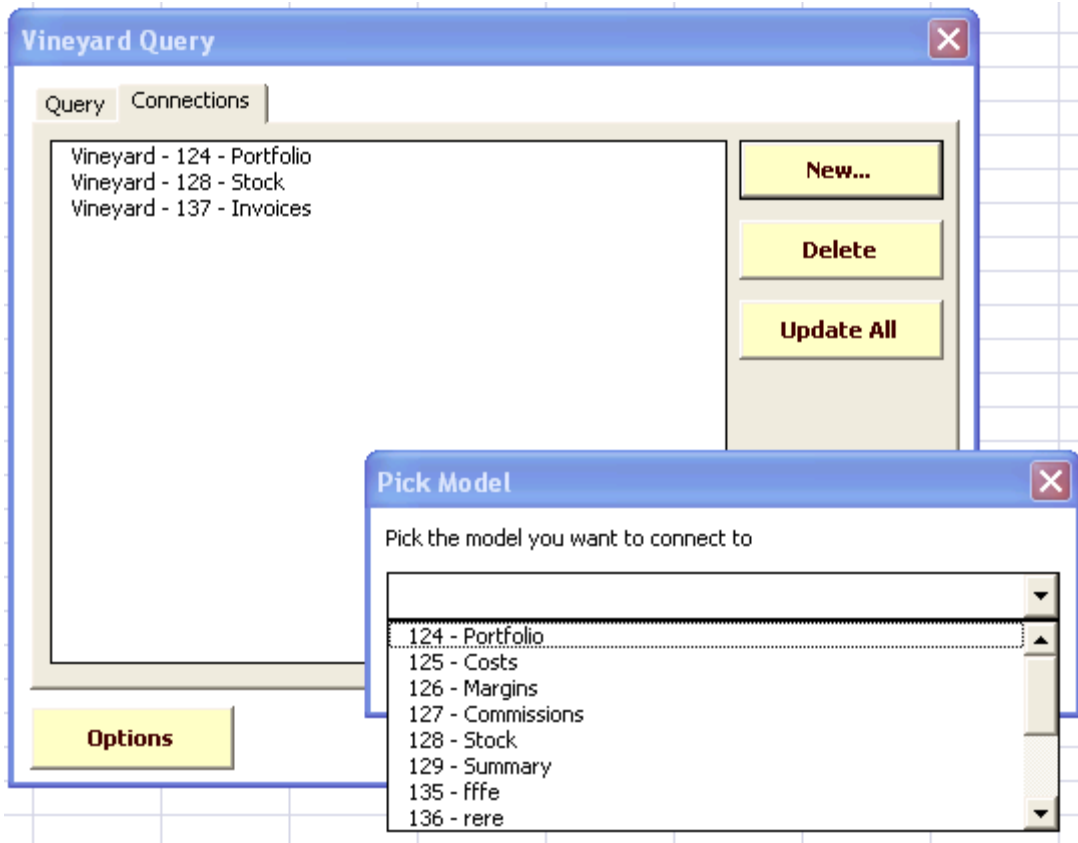 Vineyard Query
Query Connections
Vineyard - 124 - Portfolio
Vineyard - 128 - Stock
Vineyard - 137 - Invoices
New...
Delete
Update All
Pick Model
Pick the model you want to connect to
124 - Portfolio
125 - Costs
126 - Margins
127 - Commissions
128 - Stock
129 - Summary
135 - fffe
136 - rere
Options